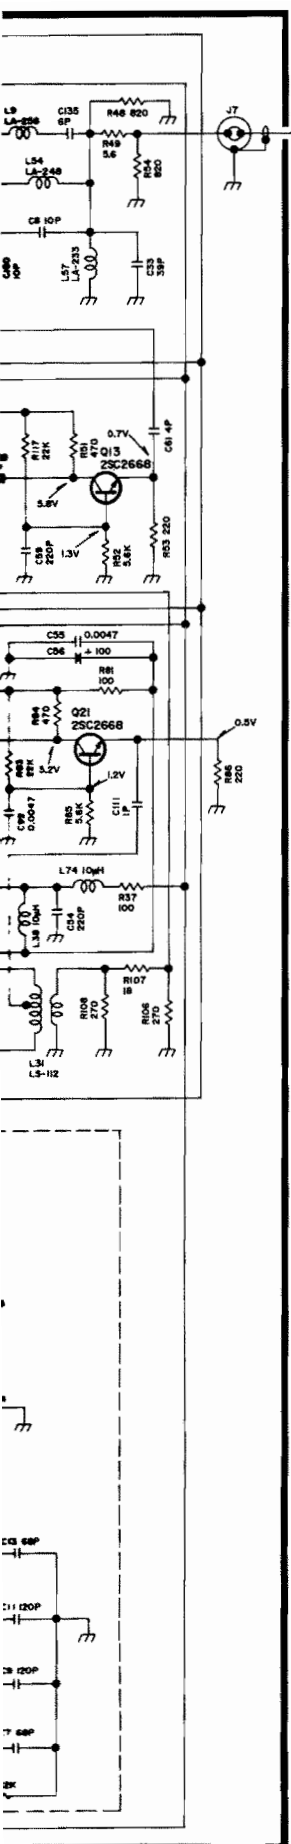 L9
LA-256
C135
6P
R48 820
J7
R49
5.6
R54
820
L54
LA-248
C8 10P
10P
L57
LA-233
C33
39P
0.7V
C61 4P
R117
22K
R51
470
Q13
2SC2668
5.8V
1.3V
C59
220P
R52
5.6K
R53 220
C55 0.0047
C56 + 100
R81
100
R84
470
Q21
2SC2668
0.5V
R83
22K
5.2V
1.2V
R86
220
C99
0.0047
R85
5.6K
C111
1P
L74 10μH
L38 10μH
C54
220P
R37
100
R107
18
R108
270
R106
270
L31
LS-112
68P
120P
120P
68P